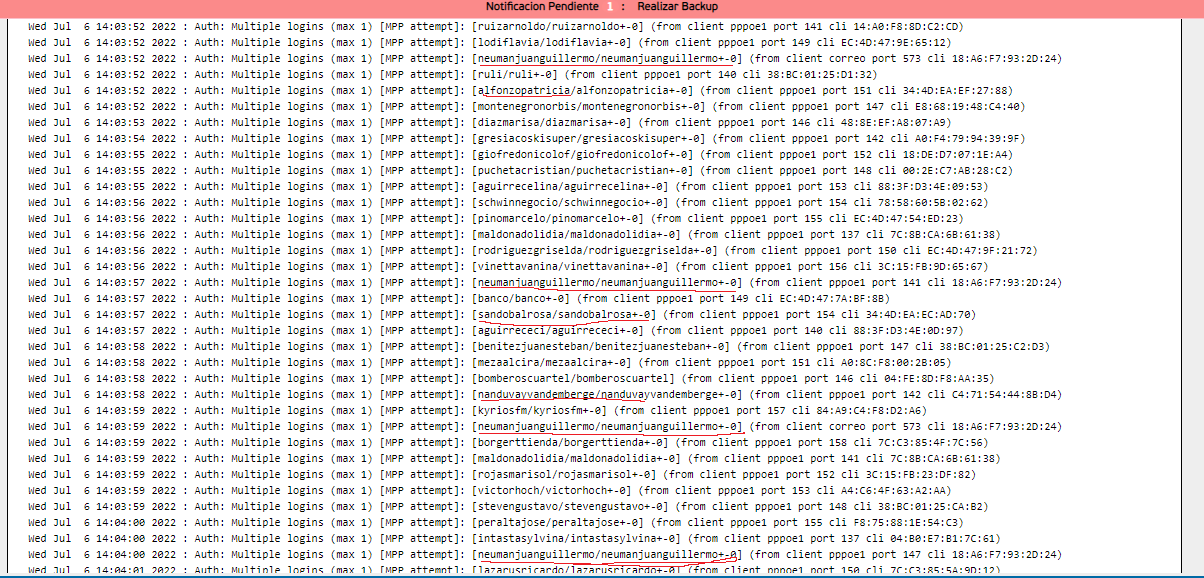 Notificacion Pendiente 1 : Realizar Backup
Wed Jul 6 14:03:52 2022 : Auth: Multiple logins (max 1) [MPP attempt]: [ruizarnoldo/ruizarnoldo+-0] (from client pppoe1 port 141 cli 14:A0:F8:8D:C2:CD)
Wed Jul 6 14:03:52 2022 : Auth: Multiple logins (max 1) [MPP attempt]: [lodiflavia/lodiflavia+-0] (from client pppoe1 port 149 cli EC:4D:47:9E:65:12)
Wed Jul 6 14:03:52 2022 : Auth: Multiple logins (max 1) [MPP attempt]: [neumanjuanguillermo/neumanjuanguillermo+-0] (from client correo port 573 cli 18:A6:F7:93:2D:24)
Wed Jul 6 14:03:52 2022 : Auth: Multiple logins (max 1) [MPP attempt]: [ruli/ruli+-0] (from client pppoe1 port 140 cli 38:BC:01:25:D1:32)
Wed Jul 6 14:03:52 2022 : Auth: Multiple logins (max 1) [MPP attempt]: [alfonzopatricia/alfonzopatricia+-0] (from client pppoe1 port 151 cli 34:4D:EA:EF:27:88)
Wed Jul 6 14:03:52 2022 : Auth: Multiple logins (max 1) [MPP attempt]: [montenegronorbis/montenegronorbis+-0] (from client pppoe1 port 147 cli E8:68:19:48:C4:40)
Wed Jul 6 14:03:53 2022 : Auth: Multiple logins (max 1) [MPP attempt]: [diazmarisa/diazmarisa+-0] (from client pppoe1 port 146 cli 48:8E:EF:A8:07:A9)
Wed Jul 6 14:03:54 2022 : Auth: Multiple logins (max 1) [MPP attempt]: [gresiacoskisuper/gresiacoskisuper+-0] (from client pppoe1 port 142 cli A0:F4:79:94:39:9F)
Wed Jul 6 14:03:55 2022 : Auth: Multiple logins (max 1) [MPP attempt]: [giofredonicolof/giofredonicolof+-0] (from client pppoe1 port 152 cli 18:DE:D7:07:1E:A4)
Wed Jul 6 14:03:55 2022 : Auth: Multiple logins (max 1) [MPP attempt]: [puchetacristian/puchetacristian+-0] (from client pppoe1 port 148 cli 00:2E:C7:AB:28:C2)
Wed Jul 6 14:03:55 2022 : Auth: Multiple logins (max 1) [MPP attempt]: [aguirrecelina/aguirrecelina+-0] (from client pppoe1 port 153 cli 88:3F:D3:4E:09:53)
Wed Jul 6 14:03:56 2022 : Auth: Multiple logins (max 1) [MPP attempt]: [schwinnegocio/schwinnegocio+-0] (from client pppoe1 port 154 cli 78:58:60:5B:02:62)
Wed Jul 6 14:03:56 2022 : Auth: Multiple logins (max 1) [MPP attempt]: [pinomarcelo/pinomarcelo+-0] (from client pppoe1 port 155 cli EC:4D:47:54:ED:23)
Wed Jul 6 14:03:56 2022 : Auth: Multiple logins (max 1) [MPP attempt]: [maldonadolidia/maldonadolidia+-0] (from client pppoe1 port 137 cli 7C:8B:CA:6B:61:38)
Wed Jul 6 14:03:56 2022 : Auth: Multiple logins (max 1) [MPP attempt]: [rodriguezgriselda/rodriguezgriselda+-0] (from client pppoe1 port 150 cli EC:4D:47:9F:21:72)
Wed Jul 6 14:03:56 2022 : Auth: Multiple logins (max 1) [MPP attempt]: [vinettavanina/vinettavanina+-0] (from client pppoe1 port 156 cli 3C:15:FB:9D:65:67)
Wed Jul 6 14:03:57 2022 : Auth: Multiple logins (max 1) [MPP attempt]: [neumanjuanguillermo/neumanjuanguillermo+-0] (from client pppoe1 port 141 cli 18:A6:F7:93:2D:24)
Wed Jul 6 14:03:57 2022 : Auth: Multiple logins (max 1) [MPP attempt]: [banco/banco+-0] (from client pppoe1 port 149 cli EC:4D:47:7A:BF:8B)
Wed Jul 6 14:03:57 2022 : Auth: Multiple logins (max 1) [MPP attempt]: [sandobalrosa/sandobalrosa+-0] (from client pppoe1 port 154 cli 34:4D:EA:EC:AD:70)
Wed Jul 6 14:03:57 2022 : Auth: Multiple logins (max 1) [MPP attempt]: [aguirrececi/aguirrececi+-0] (from client pppoe1 port 140 cli 88:3F:D3:4E:0D:97)
Wed Jul 6 14:03:58 2022 : Auth: Multiple logins (max 1) [MPP attempt]: [benitezjuanesteban/benitezjuanesteban+-0] (from client pppoe1 port 147 cli 38:BC:01:25:C2:D3)
Wed Jul 6 14:03:58 2022 : Auth: Multiple logins (max 1) [MPP attempt]: [mezaalcira/mezaalcira+-0] (from client pppoe1 port 151 cli A0:8C:F8:00:2B:05)
Wed Jul 6 14:03:58 2022 : Auth: Multiple logins (max 1) [MPP attempt]: [bomberoscuartel/bomberoscuartel] (from client pppoe1 port 146 cli 04:FE:8D:F8:AA:35)
Wed Jul 6 14:03:58 2022 : Auth: Multiple logins (max 1) [MPP attempt]: [nanduvayvandemberge/nanduvayvandemberge+-0] (from client pppoe1 port 142 cli C4:71:54:44:8B:D4)
Wed Jul 6 14:03:59 2022 : Auth: Multiple logins (max 1) [MPP attempt]: [kyriosfm/kyriosfm+-0] (from client pppoe1 port 157 cli 84:A9:C4:F8:D2:A6)
Wed Jul 6 14:03:59 2022 : Auth: Multiple logins (max 1) [MPP attempt]: [neumanjuanguillermo/neumanjuanguillermo+-0] (from client correo port 573 cli 18:A6:F7:93:2D:24)
Wed Jul 6 14:03:59 2022 : Auth: Multiple logins (max 1) [MPP attempt]: [borgerttienda/borgerttienda+-0] (from client pppoe1 port 158 cli 7C:C3:85:4F:7C:56)
Wed Jul 6 14:03:59 2022 : Auth: Multiple logins (max 1) [MPP attempt]: [maldonadolidia/maldonadolidia+-0] (from client pppoe1 port 141 cli 7C:8B:CA:6B:61:38)
Wed Jul 6 14:03:59 2022 : Auth: Multiple logins (max 1) [MPP attempt]: [rojasmarisol/rojasmarisol+-0] (from client pppoe1 port 152 cli 3C:15:FB:23:DF:82)
Wed Jul 6 14:03:59 2022 : Auth: Multiple logins (max 1) [MPP attempt]: [victorhoch/victorhoch+-0] (from client pppoe1 port 153 cli A4:C6:4F:63:A2:AA)
Wed Jul 6 14:03:59 2022 : Auth: Multiple logins (max 1) [MPP attempt]: [stevengustavo/stevengustavo+-0] (from client pppoe1 port 148 cli 38:BC:01:25:CA:B2)
Wed Jul 6 14:04:00 2022 : Auth: Multiple logins (max 1) [MPP attempt]: [peraltajose/peraltajose+-0] (from client pppoe1 port 155 cli F8:75:88:1E:54:C3)
Wed Jul 6 14:04:00 2022 : Auth: Multiple logins (max 1) [MPP attempt]: [intastasylvina/intastasylvina+-0] (from client pppoe1 port 137 cli 04:B0:E7:B1:7C:61)
Wed Jul 6 14:04:00 2022 : Auth: Multiple logins (max 1) [MPP attempt]: [neumanjuanguillermo/neumanjuanguillermo+-0] (from client pppoe1 port 147 cli 18:A6:F7:93:2D:24)
Wed Jul 6 14:04:01 2022 : Auth: Multiple logins (max 1) [MPP attempt]: [lazarusricardo/lazarusricardo+-0] (from client pppoe1 port 150 cli 7C:C3:85:5A:9D:12)